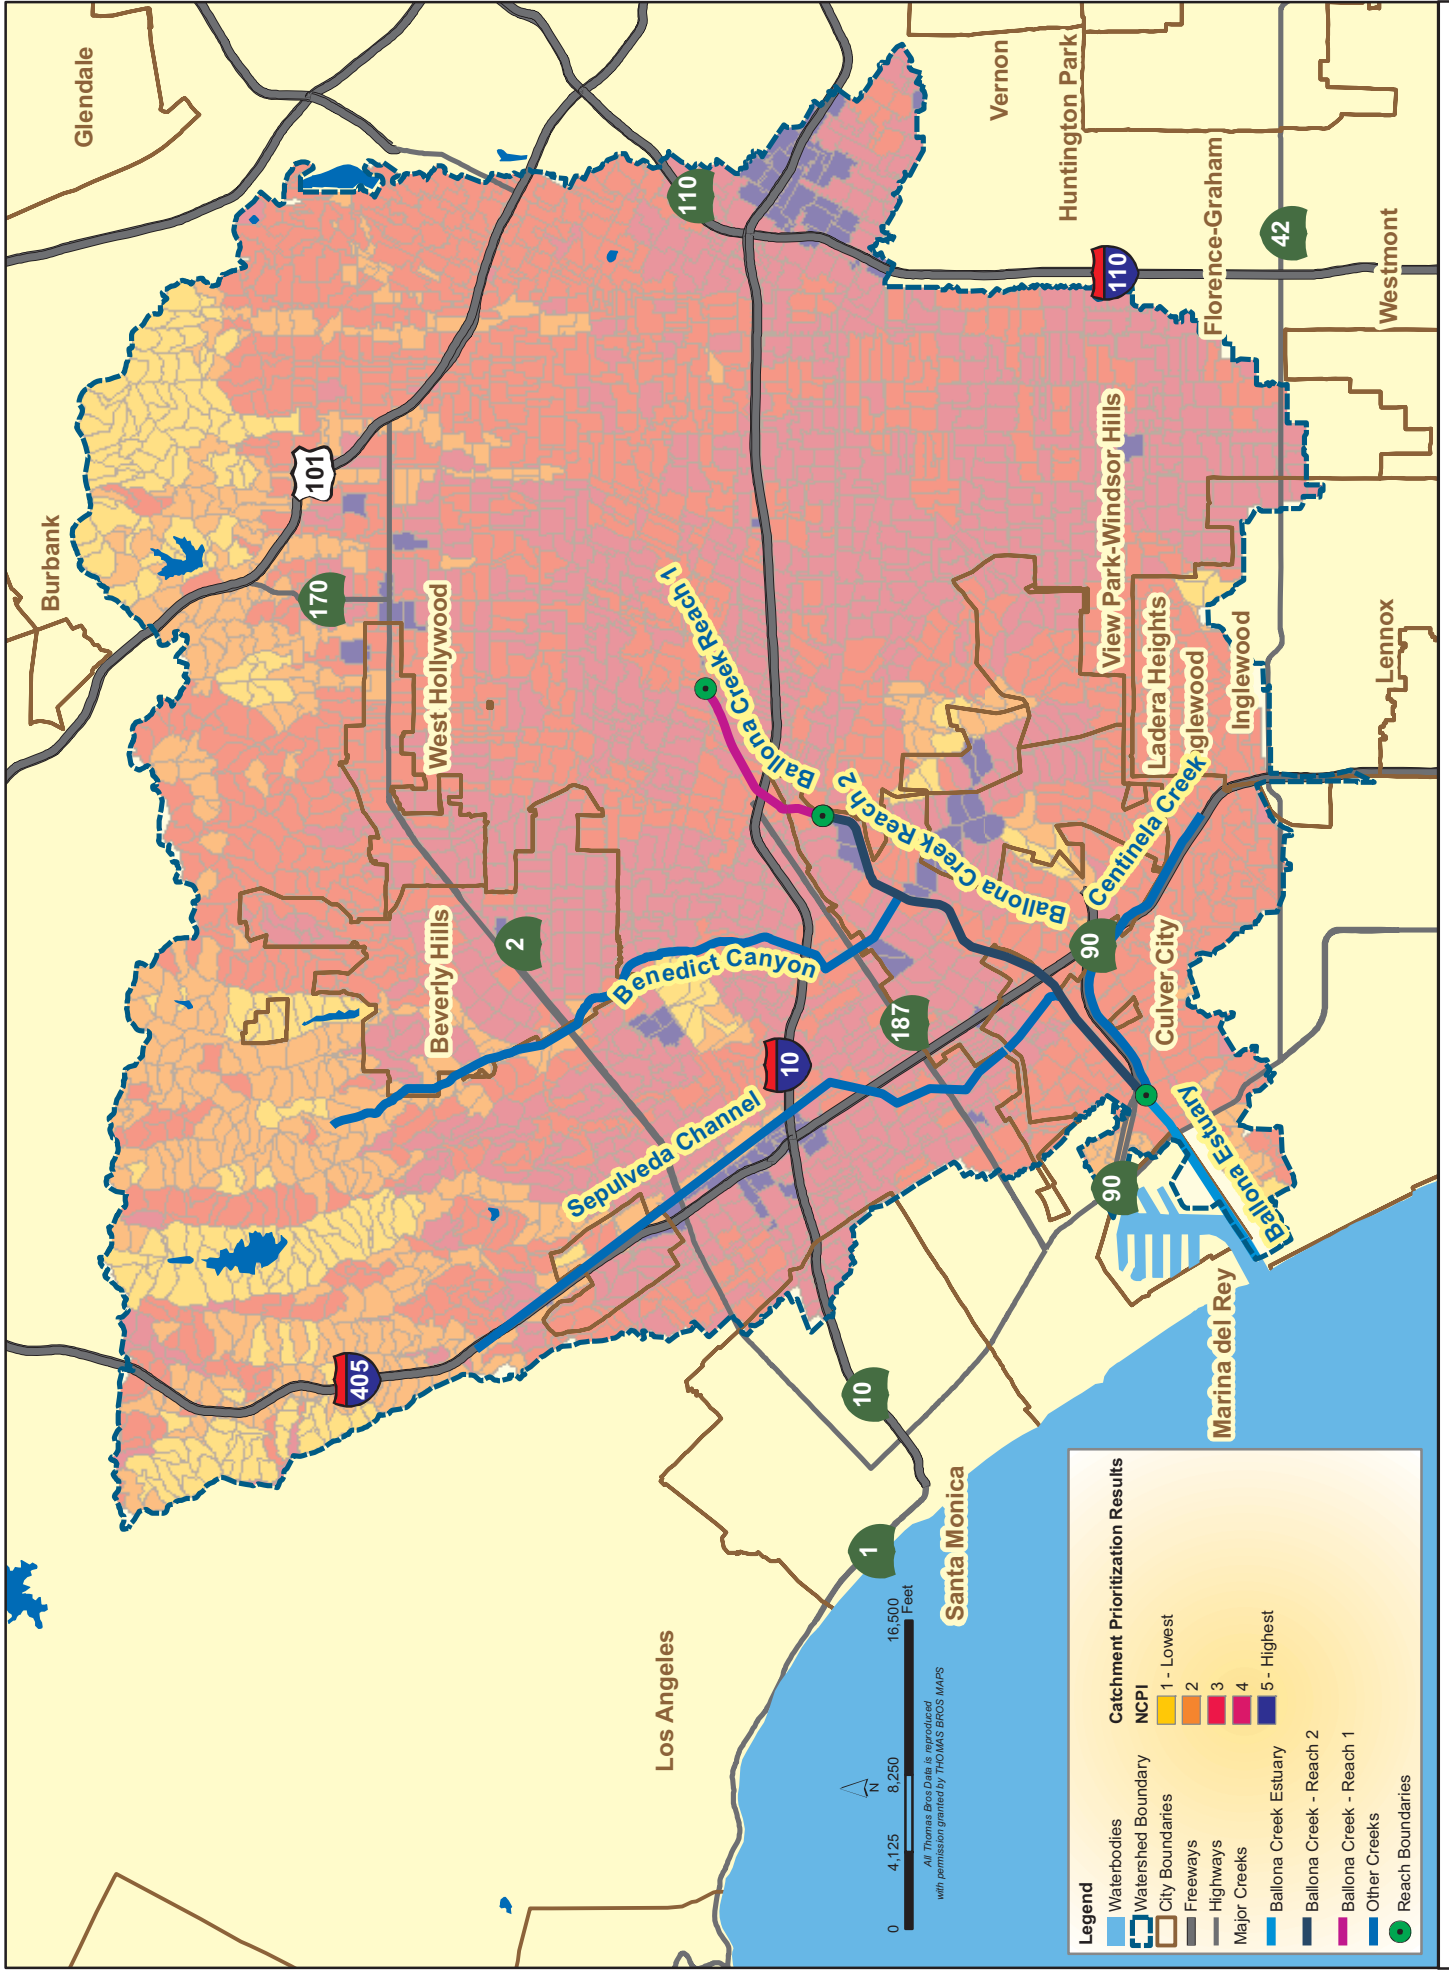 Glendale
Burbank
Vernon
Huntington Park
Florence-Graham
Westmont
Lennox
101
170
110
110
42
West Hollywood
Beverly Hills
2
View Park-Windsor Hills
Ladera Heights
Inglewood
nglewood
Ballona Creek Reach 1
Ballona Creek Reach 2
Centinela Creek
Benedict Canyon
Sepulveda Channel
Culver City
90
187
10
405
90
Ballona Estuary
Marina del Rey
10
1
Santa Monica
Los Angeles
N
0 4,125 8,250 16,500
Feet
All Thomas Bros Data is reproduced
with permission granted by THOMAS BROS MAPS
Legend
Waterbodies
Watershed Boundary
City Boundaries
Freeways
Highways
Major Creeks
Ballona Creek Estuary
Ballona Creek - Reach 2
Ballona Creek - Reach 1
Other Creeks
Reach Boundaries
Catchment Prioritization Results
NCPI
1 - Lowest
2
3
4
5 - Highest